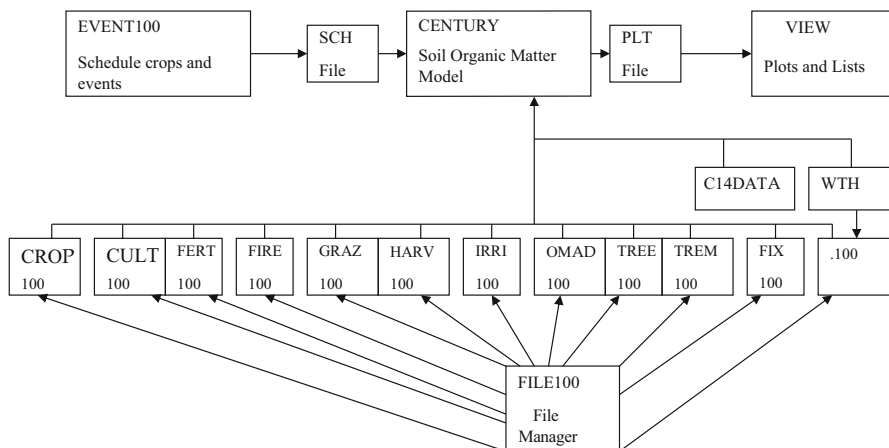 EVENT100
Schedule crops and
events
SCH
File
CENTURY
Soil Organic Matter
Model
PLT
File
VIEW
Plots and Lists
C14DATA
WTH
CROP
100
CULT
100
FERT
100
FIRE
100
GRAZ
100
HARV
100
IRRI
100
OMAD
100
TREE
100
TREM
100
FIX
100
.100
FILE100
File
Manager